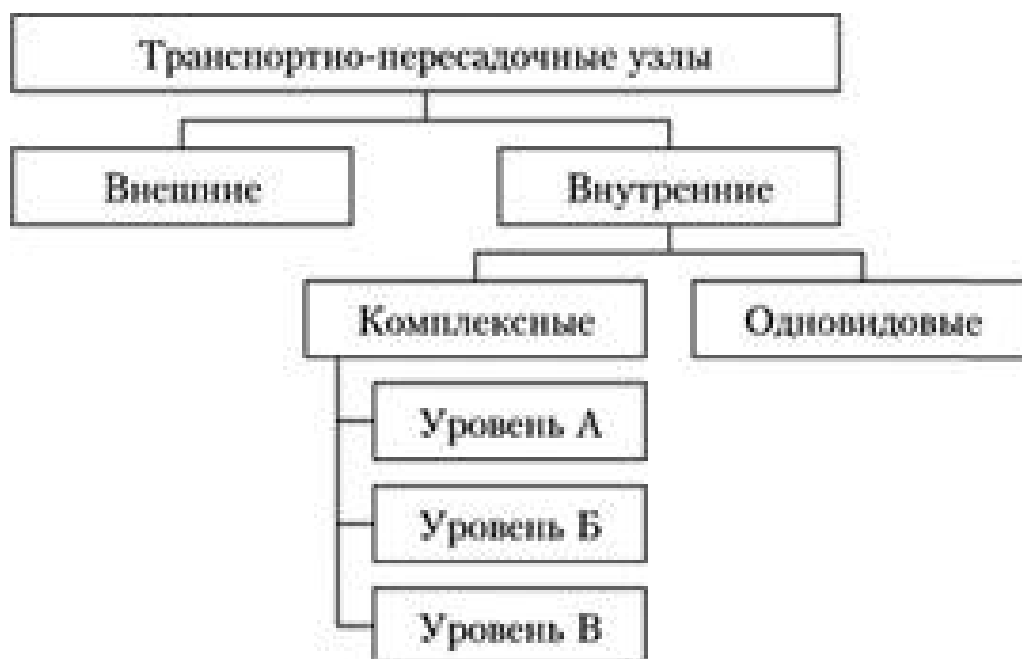 Транспортно-пересадочные узлы
Внешние
Внутренние
Комплексные
Одновидовые
Уровень А
Уровень Б
Уровень В